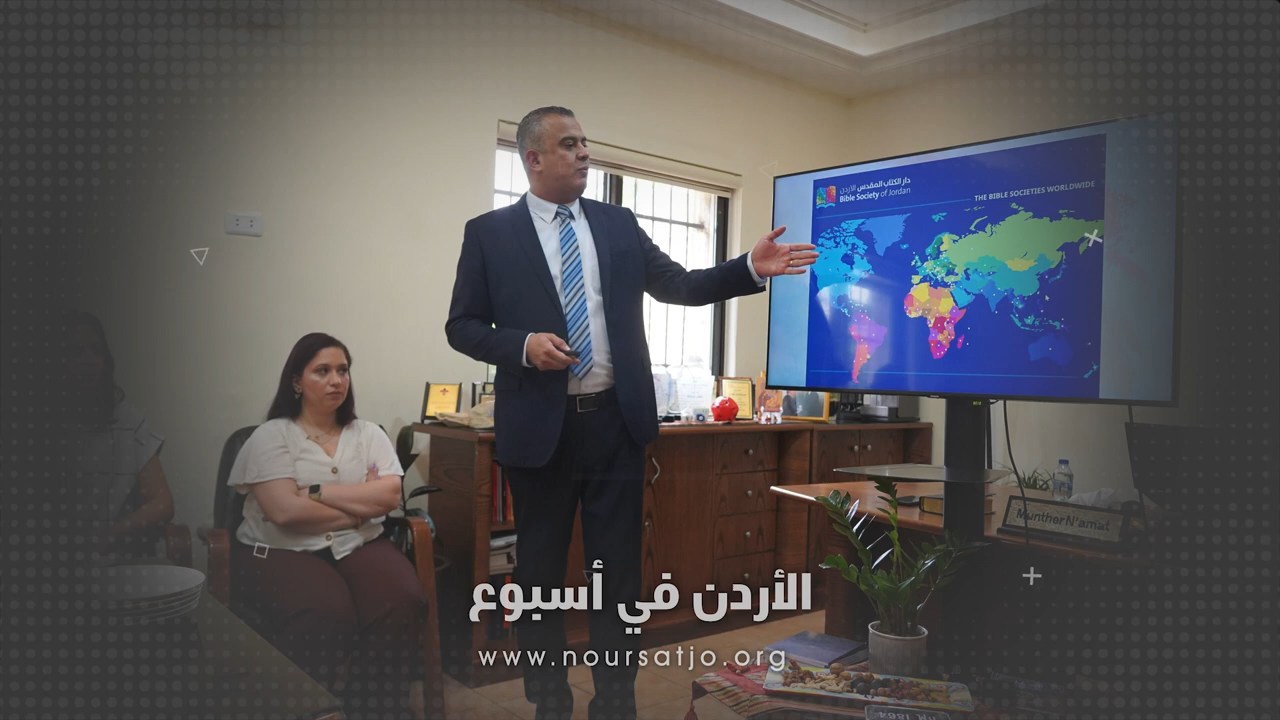 دار الكتاب المقدس الأردن
Bible Society of Jordan
THE BIBLE SOCIETIES WORLDWIDE
Munther N'amat
الأردن في أسبوع
www.noursatjo.org